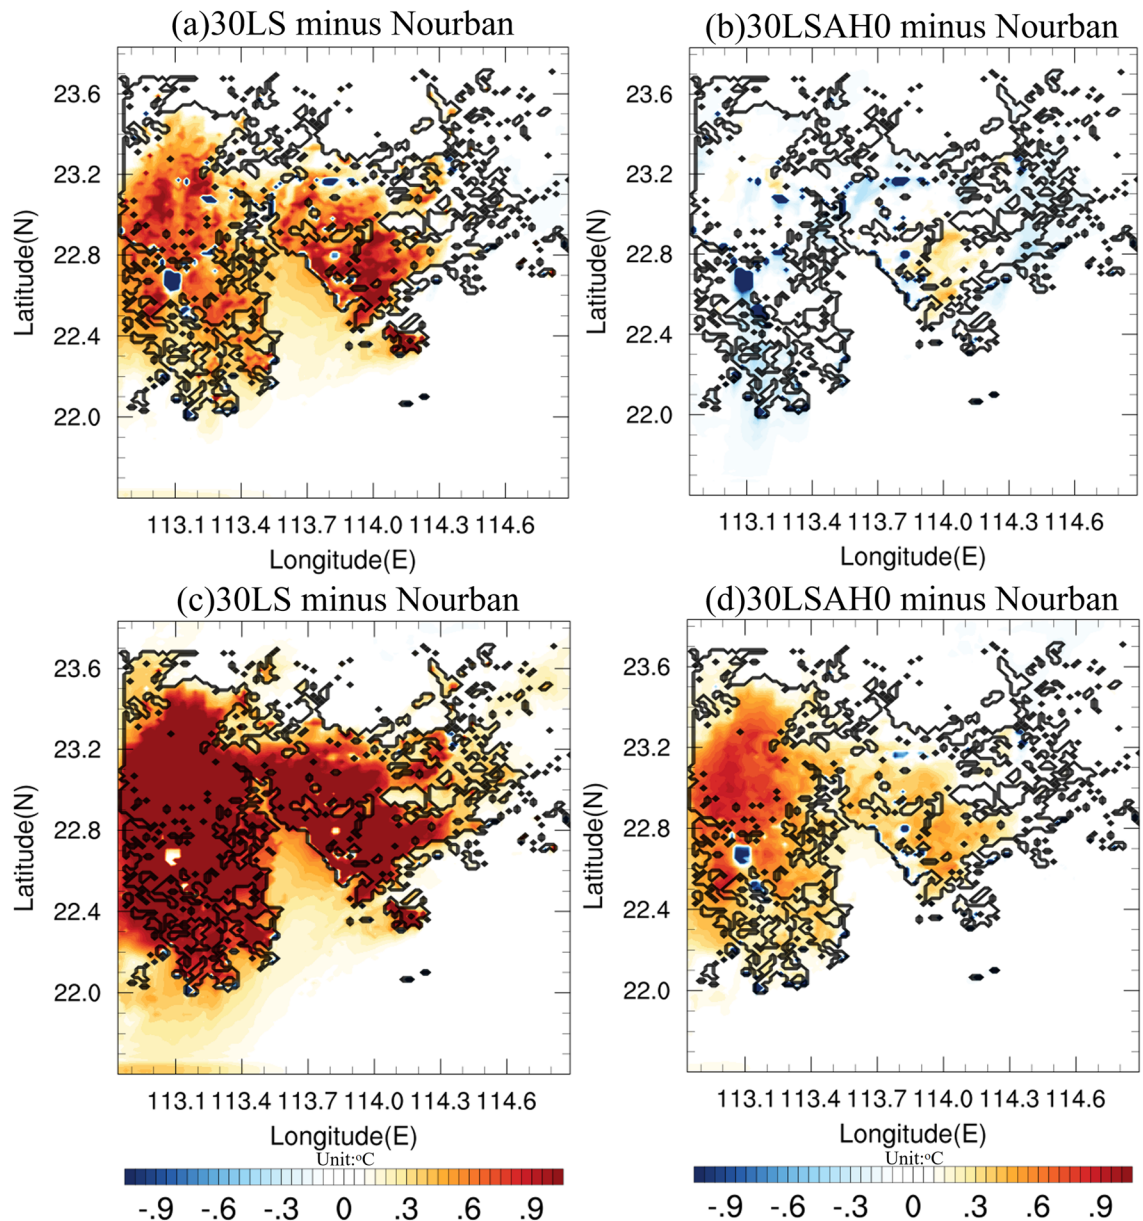 (a)30LS minus Nourban
(b)30LSAH0 minus Nourban
Latitude(N)
23.6
23.2
22.8
22.4
22.0
113.1 113.4 113.7 114.0 114.3 114.6
Longitude(E)
Latitude(N)
23.6
23.2
22.8
22.4
22.0
113.1 113.4 113.7 114.0 114.3 114.6
Longitude(E)
(c)30LS minus Nourban
(d)30LSAH0 minus Nourban
Latitude(N)
23.6
23.2
22.8
22.4
22.0
113.1 113.4 113.7 114.0 114.3 114.6
Longitude(E)
Unit:°C
-.9 -.6 -.3 0 .3 .6 .9
Latitude(N)
23.6
23.2
22.8
22.4
22.0
113.1 113.4 113.7 114.0 114.3 114.6
Longitude(E)
Unit:°C
-.9 -.6 -.3 0 .3 .6 .9